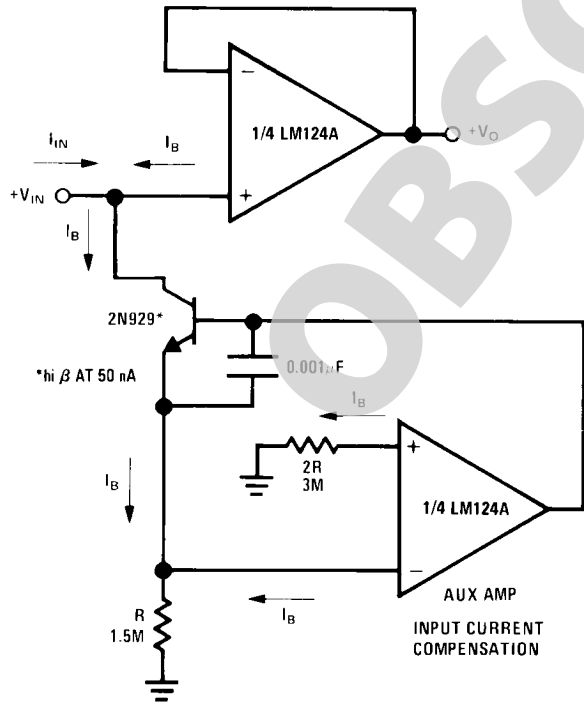 1/4 LM124A
+V_O
i_IN
I_B
+V_IN
I_B
2N929*
*hi β AT 50 nA
0.001μF
I_B
2R
3M
1/4 LM124A
I_B
I_B
R
1.5M
AUX AMP
INPUT CURRENT
COMPENSATION
OBSO